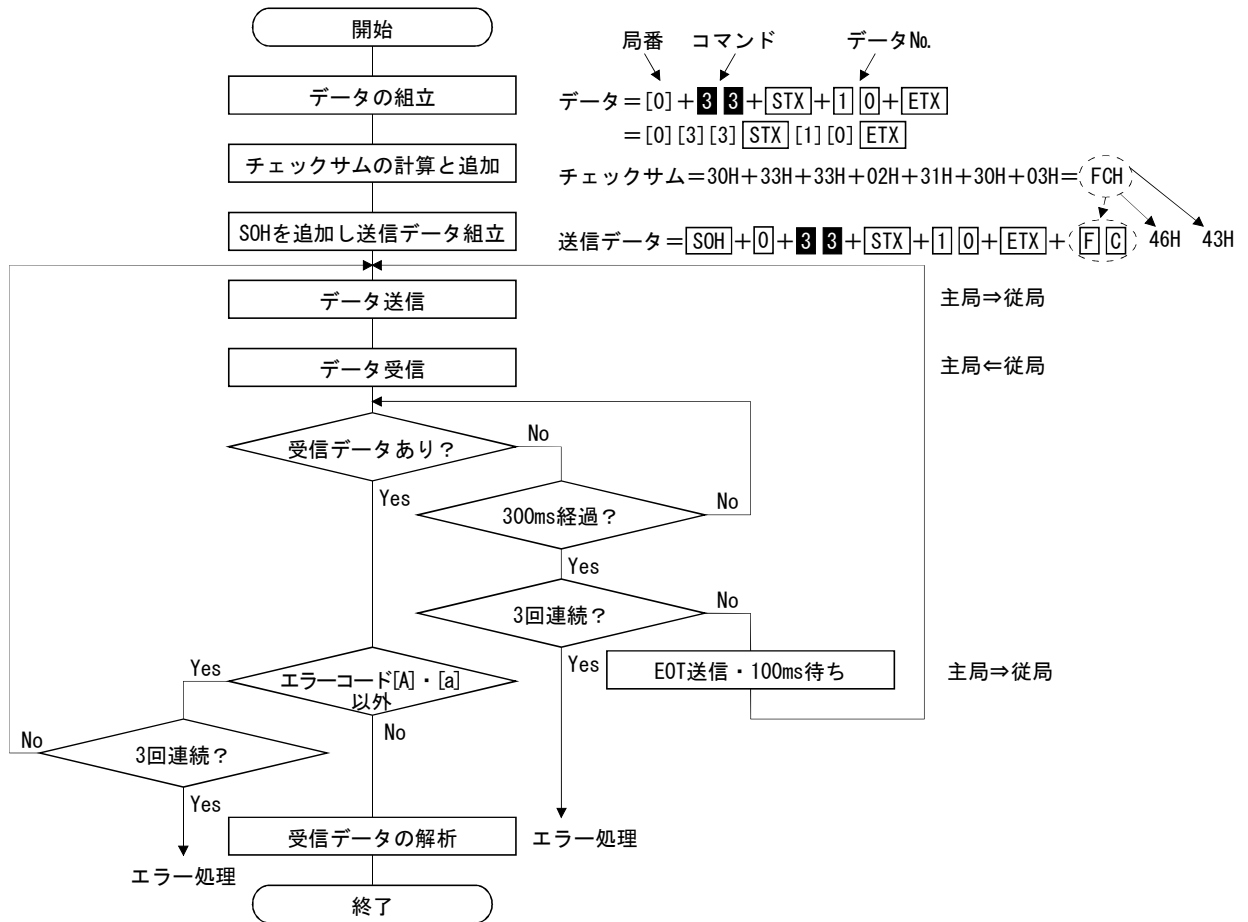 開始
局番 コマンド データ№
データの組立
データ=[0]+3 3+STX+1 0+ETX
=[0][3][3]STX[1][0]ETX
チェックサムの計算と追加
チェックサム=30H+33H+33H+02H+31H+30H+03H=FCH
SOHを追加し送信データ組立
送信データ=SOH+0+3 3+STX+1 0+ETX+F C 46H 43H
データ送信
主局⇒従局
データ受信
主局⇐従局
受信データあり?
No
Yes
300ms経過?
No
Yes
3回連続?
No
Yes
EOT送信・100ms待ち
主局⇒従局
エラーコード[A]・[a]
以外
Yes
No
3回連続?
No
Yes
受信データの解析
エラー処理
エラー処理
終了